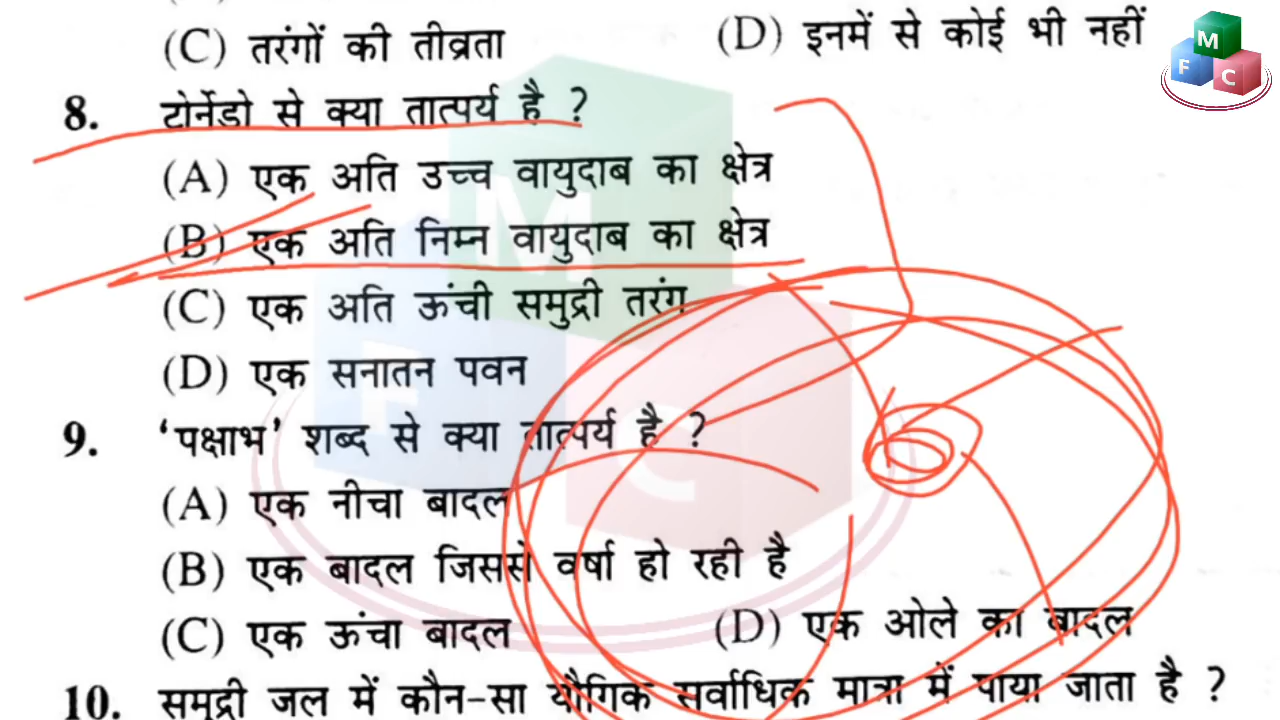 (C) तरंगों की तीव्रता (D) इनमें से कोई भी नहीं
8. टोर्नेडो से क्या तात्पर्य है ?
(A) एक अति उच्च वायुदाब का क्षेत्र
(B) एक अति निम्न वायुदाब का क्षेत्र
(C) एक अति ऊंची समुद्री तरंग
(D) एक सनातन पवन
9. 'पक्षाभ' शब्द से क्या तात्पर्य है ?
(A) एक नीचा बादल
(B) एक बादल जिससे वर्षा हो रही है
(C) एक ऊंचा बादल (D) एक ओले का बादल
10. समुद्री जल में कौन-सा यौगिक सर्वाधिक मात्रा में पाया जाता है ?
M
F C
M
F C